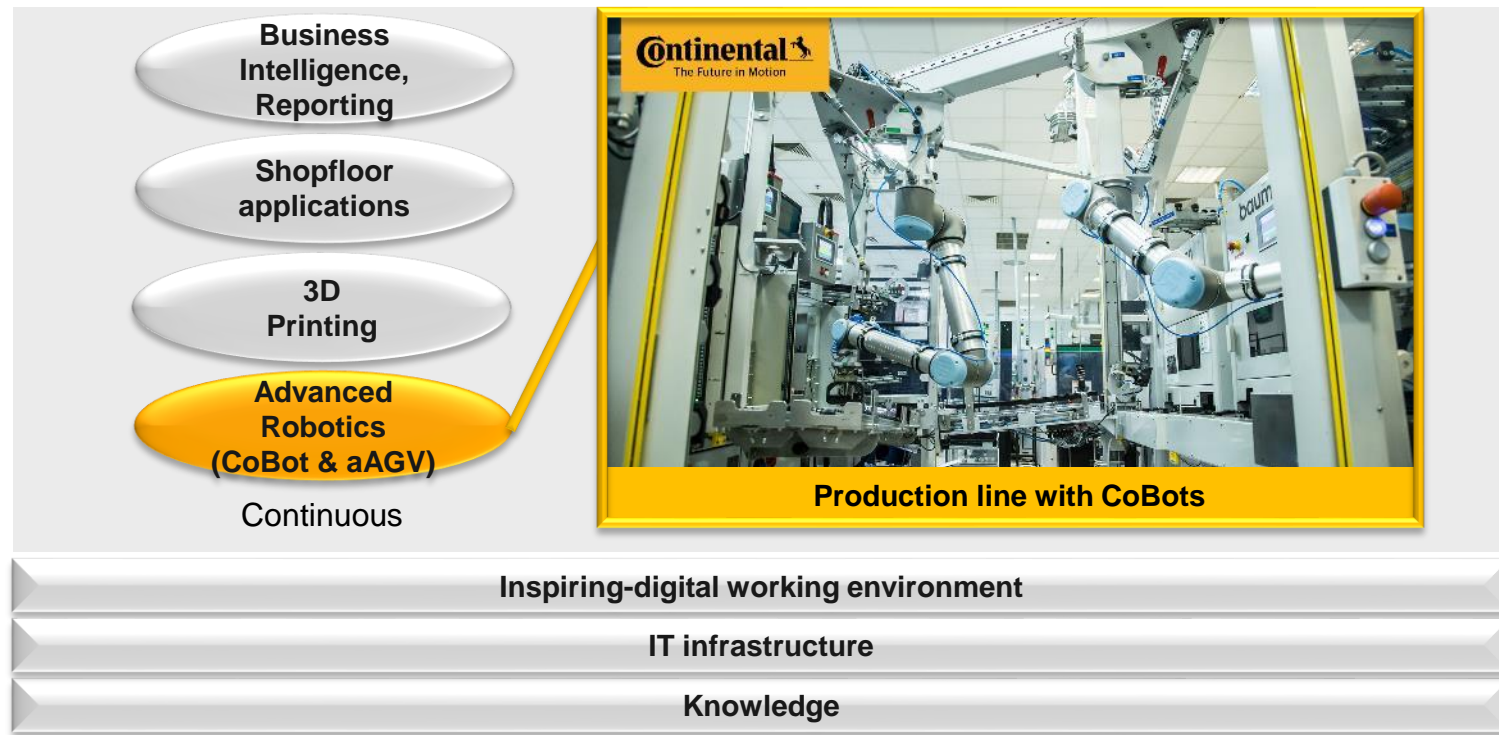 Business
Intelligence,
Reporting
Shopfloor
applications
3D
Printing
Advanced
Robotics
(CoBot & aAGV)
Continuous
Continental
The Future in Motion
baum
Production line with CoBots
Inspiring-digital working environment
IT infrastructure
Knowledge